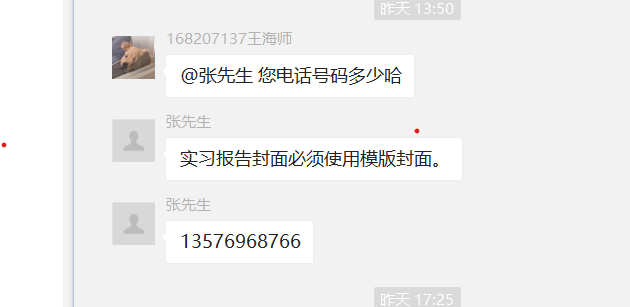 昨天 13:50
168207137王海师
@张先生 您电话号码多少哈
张先生
实习报告封面必须使用模版封面。
张先生
13576968766
昨天 17:25